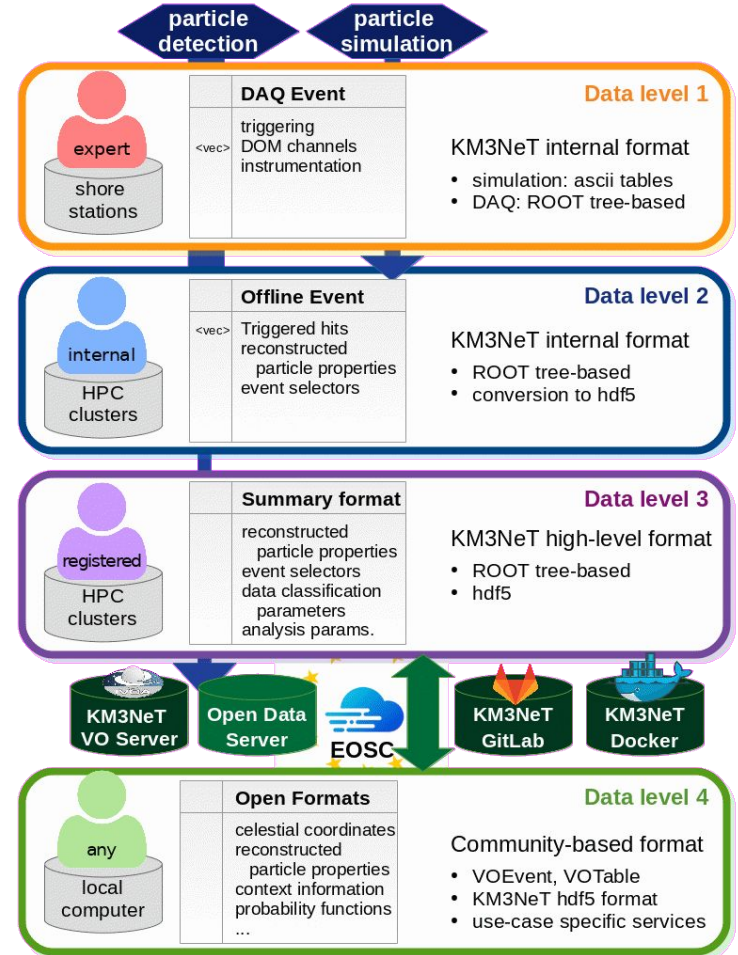 particle
detection
particle
simulation
Data level 1
expert
shore
stations
DAQ Event
<vec>
triggering
DOM channels
instrumentation
KM3NeT internal format
• simulation: ascii tables
• DAQ: ROOT tree-based
Data level 2
internal
HPC
clusters
Offline Event
<vec>
Triggered hits
reconstructed
particle properties
event selectors
KM3NeT internal format
• ROOT tree-based
• conversion to hdf5
Data level 3
registered
HPC
clusters
Summary format
reconstructed
particle properties
event selectors
data classification
parameters
analysis params.
KM3NeT high-level format
• ROOT tree-based
• hdf5
KM3NeT
VO Server
Open Data
Server
EOSC
KM3NeT
GitLab
KM3NeT
Docker
Data level 4
any
local
computer
Open Formats
celestial coordinates
reconstructed
particle properties
context information
probability functions
...
Community-based format
• VOEvent, VOTable
• KM3NeT hdf5 format
• use-case specific services